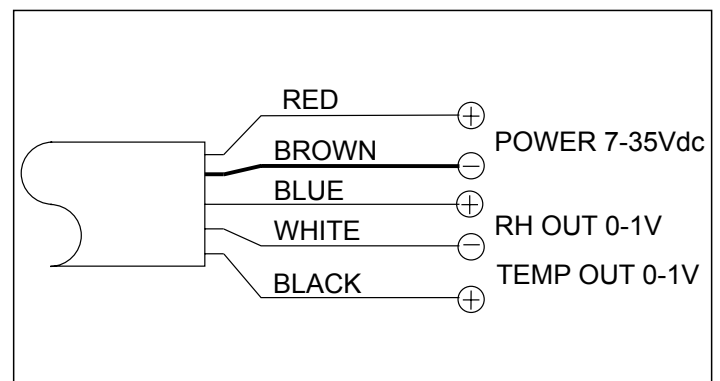 RED
BROWN
POWER 7-35Vdc
BLUE
WHITE
RH OUT 0-1V
BLACK
TEMP OUT 0-1V